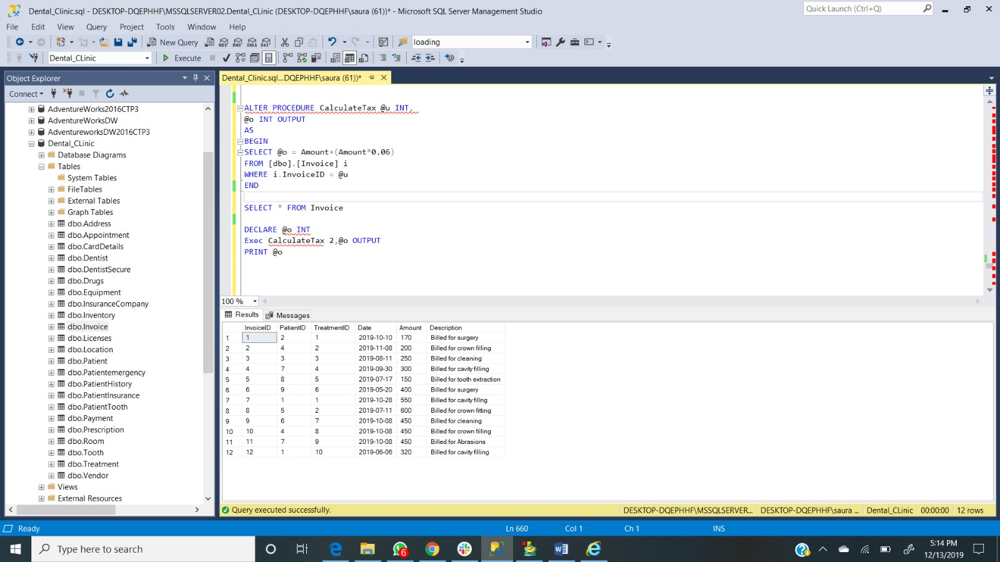 Dental_Clinic.sql - DESKTOP-DQEPHHF\MSSQLSERVER02.Dental_CLinic (DESKTOP-DQEPHHF\saura (61))* - Microsoft SQL Server Management Studio
Quick Launch (Ctrl+Q)
File Edit View Query Project Tools Window Help
New Query
MDX DMX XMLA DAX
loading
Dental_CLinic
Execute
Object Explorer
Dental_Clinic.sql...DQEPHHF\saura (61))*
Connect
AdventureWorks2016CTP3
AdventureWorksDW
AdventureworksDW2016CTP3
Dental_CLinic
Database Diagrams
Tables
System Tables
FileTables
External Tables
Graph Tables
dbo.Address
dbo.Appointment
dbo.CardDetails
dbo.Dentist
dbo.DentistSecure
dbo.Drugs
dbo.Equipment
dbo.InsuranceCompany
dbo.Inventory
dbo.Invoice
dbo.Licenses
dbo.Location
dbo.Patient
dbo.Patientemergency
dbo.PatientHistory
dbo.PatientInsurance
dbo.PatientTooth
dbo.Payment
dbo.Prescription
dbo.Room
dbo.Tooth
dbo.Treatment
dbo.Vendor
Views
External Resources
ALTER PROCEDURE CalculateTax @u INT,
@o INT OUTPUT
AS
BEGIN
SELECT @o = Amount+(Amount*0.06)
FROM [dbo].[Invoice] i
WHERE i.InvoiceID = @u
END
SELECT * FROM Invoice
DECLARE @o INT
Exec CalculateTax 2,@o OUTPUT
PRINT @o
100 %
Results Messages
InvoiceID PatientID TreatmentID Date Amount Description
1 1 2 1 2019-10-10 170 Billed for surgery
2 2 4 2 2019-11-08 200 Billed for crown filling
3 3 3 3 2019-08-11 250 Billed for cleaning
4 4 7 4 2019-09-30 300 Billed for cavity filling
5 5 8 5 2019-07-17 150 Billed for tooth extraction
6 6 9 6 2019-05-20 400 Billed for surgery
7 7 1 1 2019-10-28 550 Billed for cavity fillng
8 8 5 2 2019-07-11 600 Billed for crown fitting
9 9 6 7 2019-10-08 450 Billed for cleaning
10 10 4 8 2019-10-08 450 Billed for crown filling
11 11 7 9 2019-10-08 450 Billed for Abrasions
12 12 1 10 2019-06-06 320 Billed for cavity filling
Query executed successfully.
DESKTOP-DQEPHHF\MSSQLSERVER... DESKTOP-DQEPHHF\saura ... Dental_CLinic 00:00:00 12 rows
Ready Ln 660 Col 1 Ch 1 INS
Type here to search
6
5:14 PM
12/13/2019